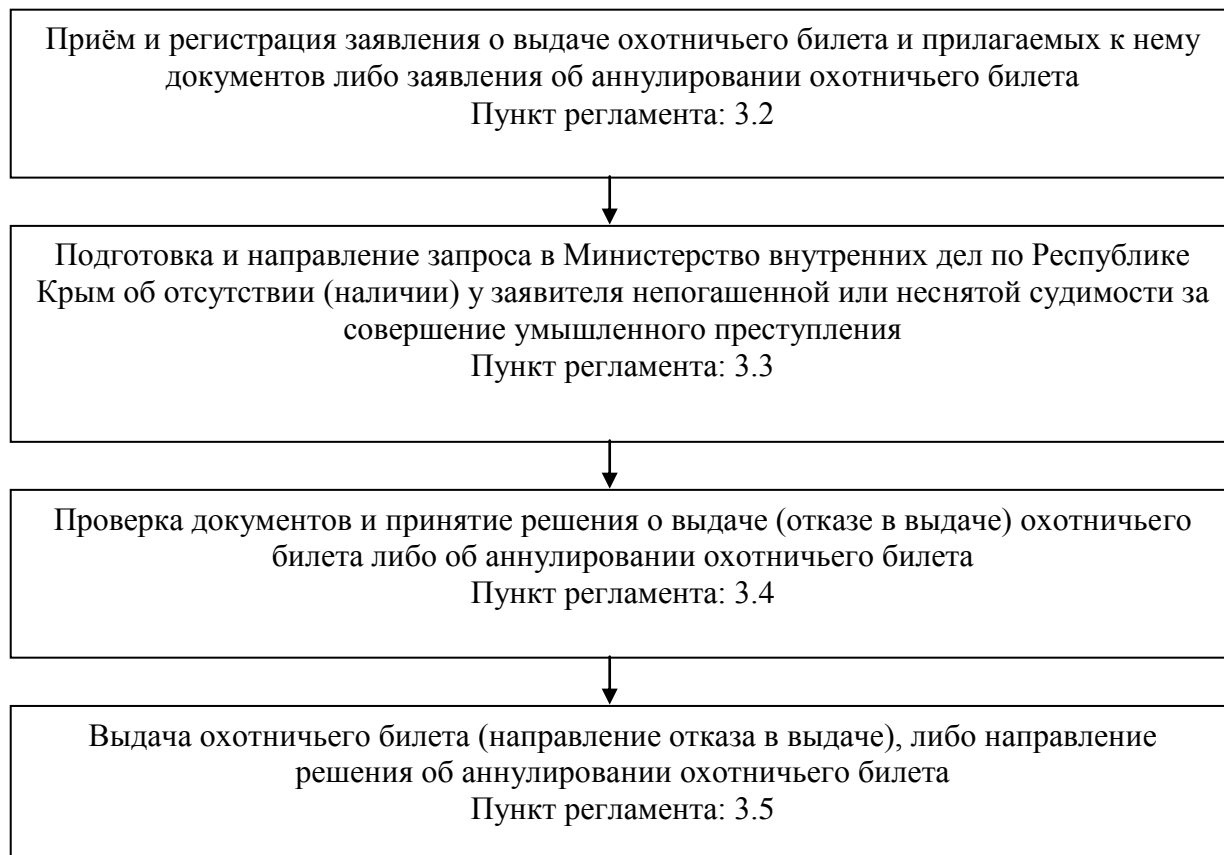 Приём и регистрация заявления о выдаче охотничьего билета и прилагаемых к нему
документов либо заявления об аннулировании охотничьего билета
Пункт регламента: 3.2
Подготовка и направление запроса в Министерство внутренних дел по Республике
Крым об отсутствии (наличии) у заявителя непогашенной или неснятой судимости за
совершение умышленного преступления
Пункт регламента: 3.3
Проверка документов и принятие решения о выдаче (отказе в выдаче) охотничьего
билета либо об аннулировании охотничьего билета
Пункт регламента: 3.4
Выдача охотничьего билета (направление отказа в выдаче), либо направление
решения об аннулировании охотничьего билета
Пункт регламента: 3.5